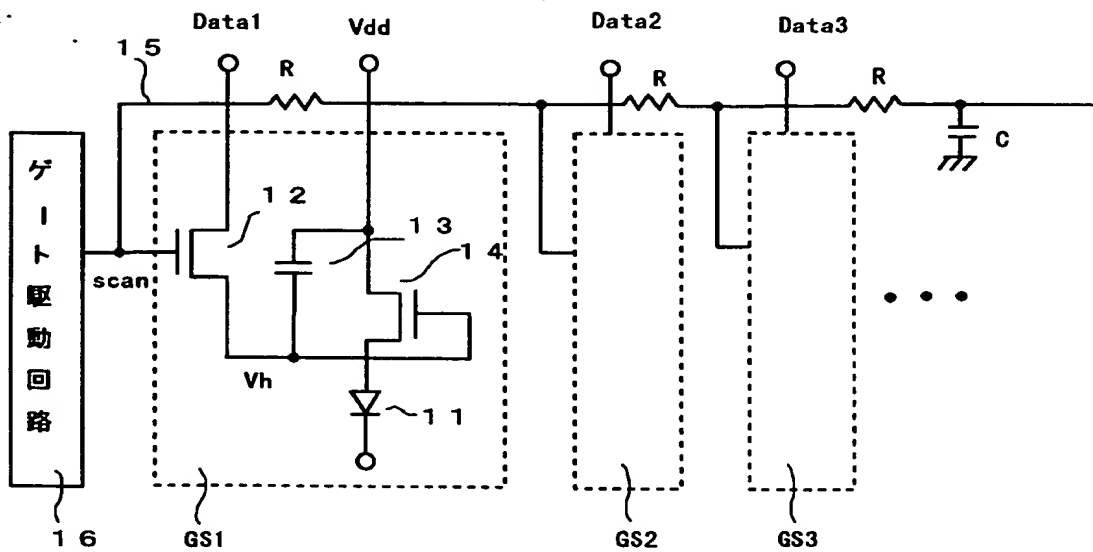 Data1
Vdd
Data2
Data3
15
R
R
R
C
ゲート駆動回路
12
13
14
scan
Vh
11
16
GS1
GS2
GS3